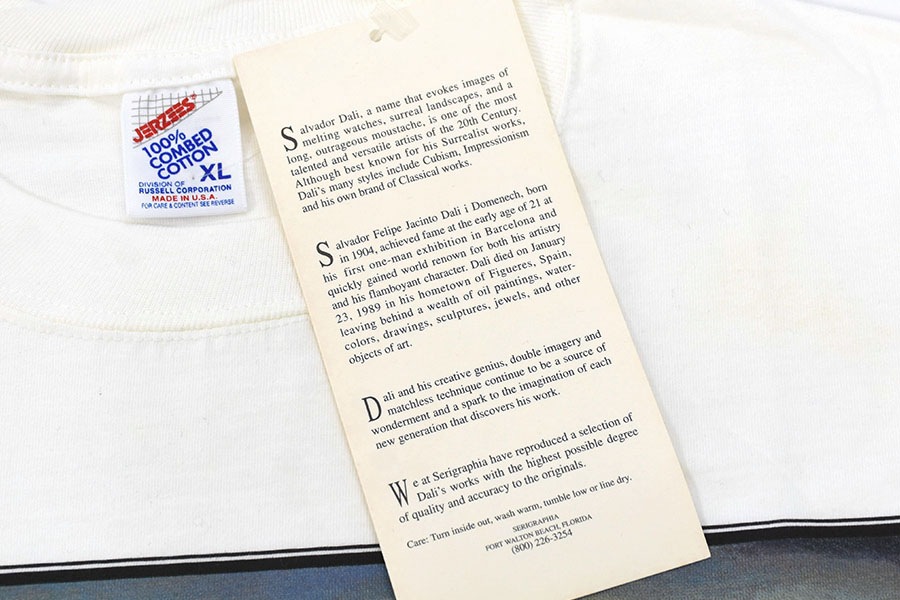 JERZEES
100%
COMBED
COTTON
XL
DIVISION OF
RUSSELL CORPORATION
MADE IN U.S.A.
FOR CARE & CONTENT SEE REVERSE
Salvador Dali, a name that evokes images of
melting watches, surreal landscapes, and a
long, outrageous moustache, is one of the most
talented and versatile artists of the 20th Century.
Although best known for his Surrealist works,
Dali's many styles include Cubism, Impressionism
and his own brand of Classical works.
Salvador Felipe Jacinto Dali i Domenech, born
in 1904, achieved fame at the early age of 21 at
his first one-man exhibition in Barcelona and
quickly gained world renown for both his artistry
and his flamboyant character. Dali died on January
23, 1989 in his hometown of Figueres, Spain,
leaving behind a wealth of oil paintings, water-
colors, drawings, sculptures, jewels, and other
objects of art.
Dali and his creative genius, double imagery and
matchless technique continue to be a source of
wonderment and a spark to the imagination of each
new generation that discovers his work.
We at Serigraphia have reproduced a selection of
Dali's works with the highest possible degree
of quality and accuracy to the originals.
Care: Turn inside out, wash warm, tumble low or line dry.
SERIGRAPHIA
FORT WALTON BEACH, FLORIDA
(800) 226-3254